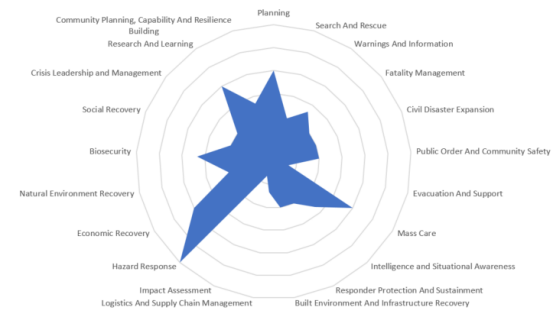 Planning
Community Planning, Capability And Resilience
Building
Search And Rescue
Research And Learning
Warnings And Information
Crisis Leadership and Management
Fatality Management
Social Recovery
Civil Disaster Expansion
Biosecurity
Public Order And Community Safety
Natural Environment Recovery
Evacuation And Support
Economic Recovery
Mass Care
Hazard Response
Intelligence and Situational Awareness
Impact Assessment
Responder Protection And Sustainment
Logistics And Supply Chain Management
Built Environment And Infrastructure Recovery